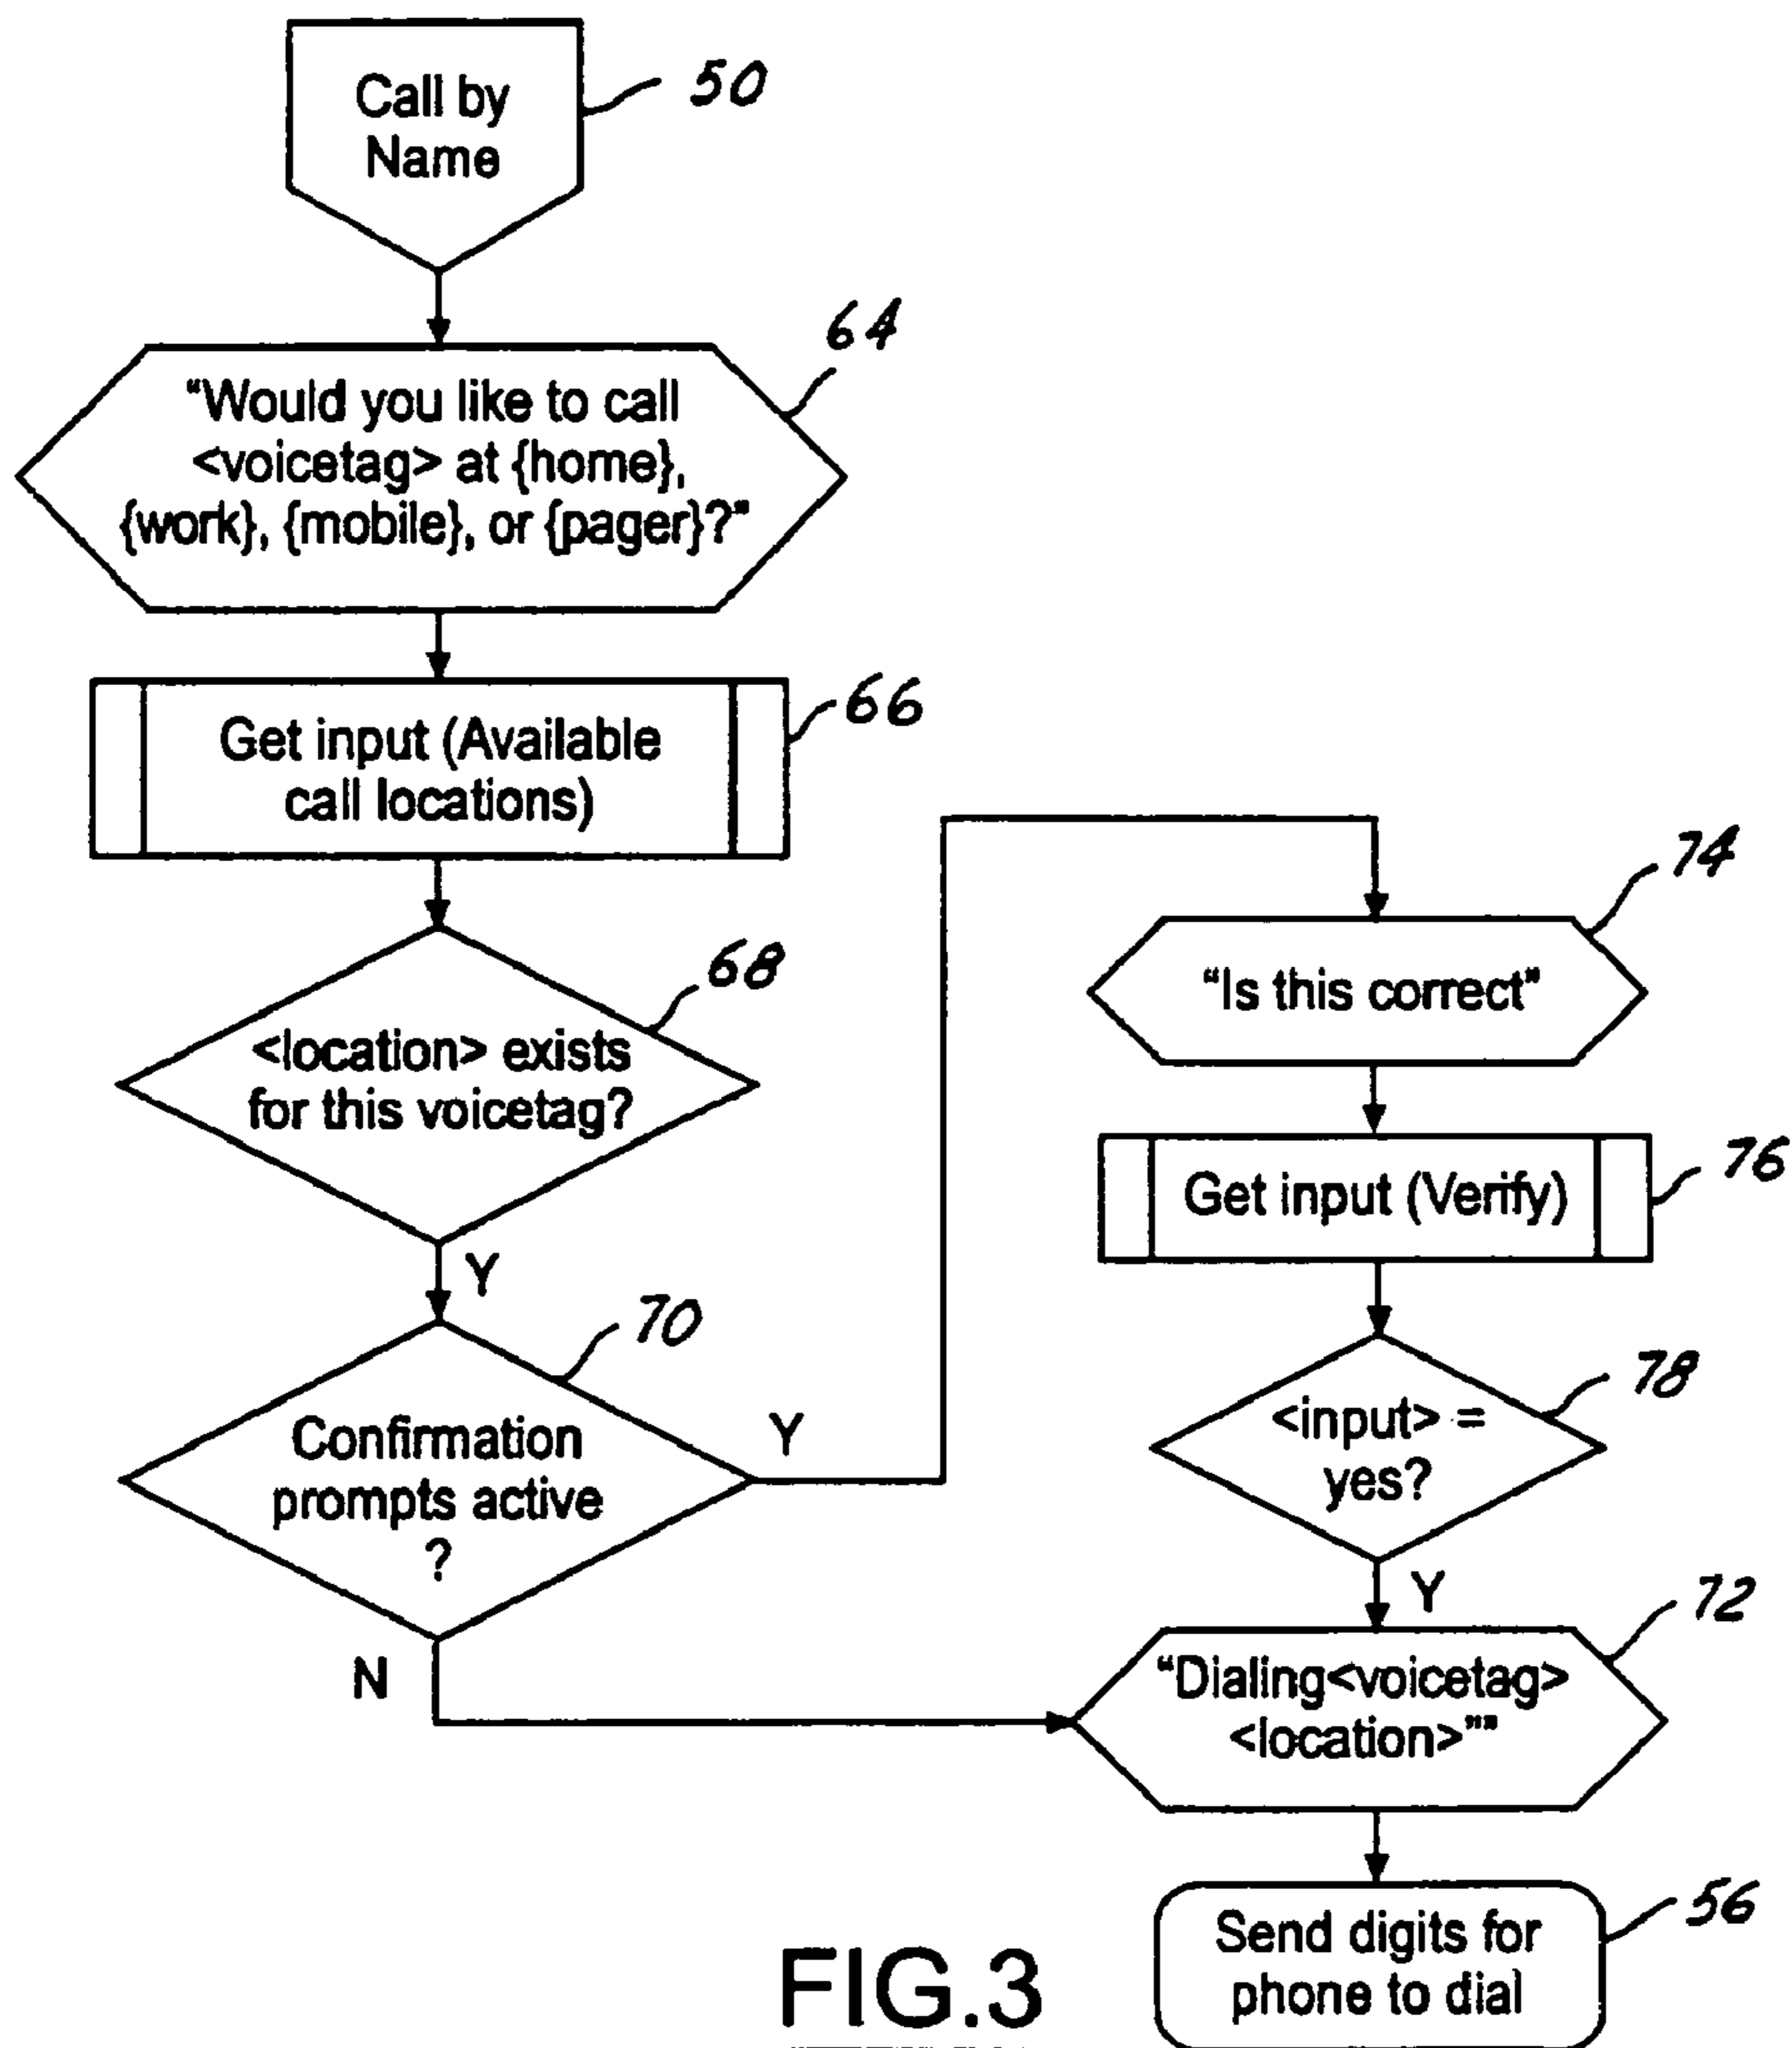 Call by
Name
50
64
“Would you like to call
<voicetag> at {home},
{work}, {mobile}, or {pager}?”
66
Get input (Available
call locations)
68
<location> exists
for this voicetag?
Y
70
Confirmation
prompts active
?
Y
N
74
“Is this correct”
76
Get input (Verify)
78
<input> =
yes?
Y
72
“Dialing<voicetag>
<location>””
56
Send digits for
phone to dial
FIG.3